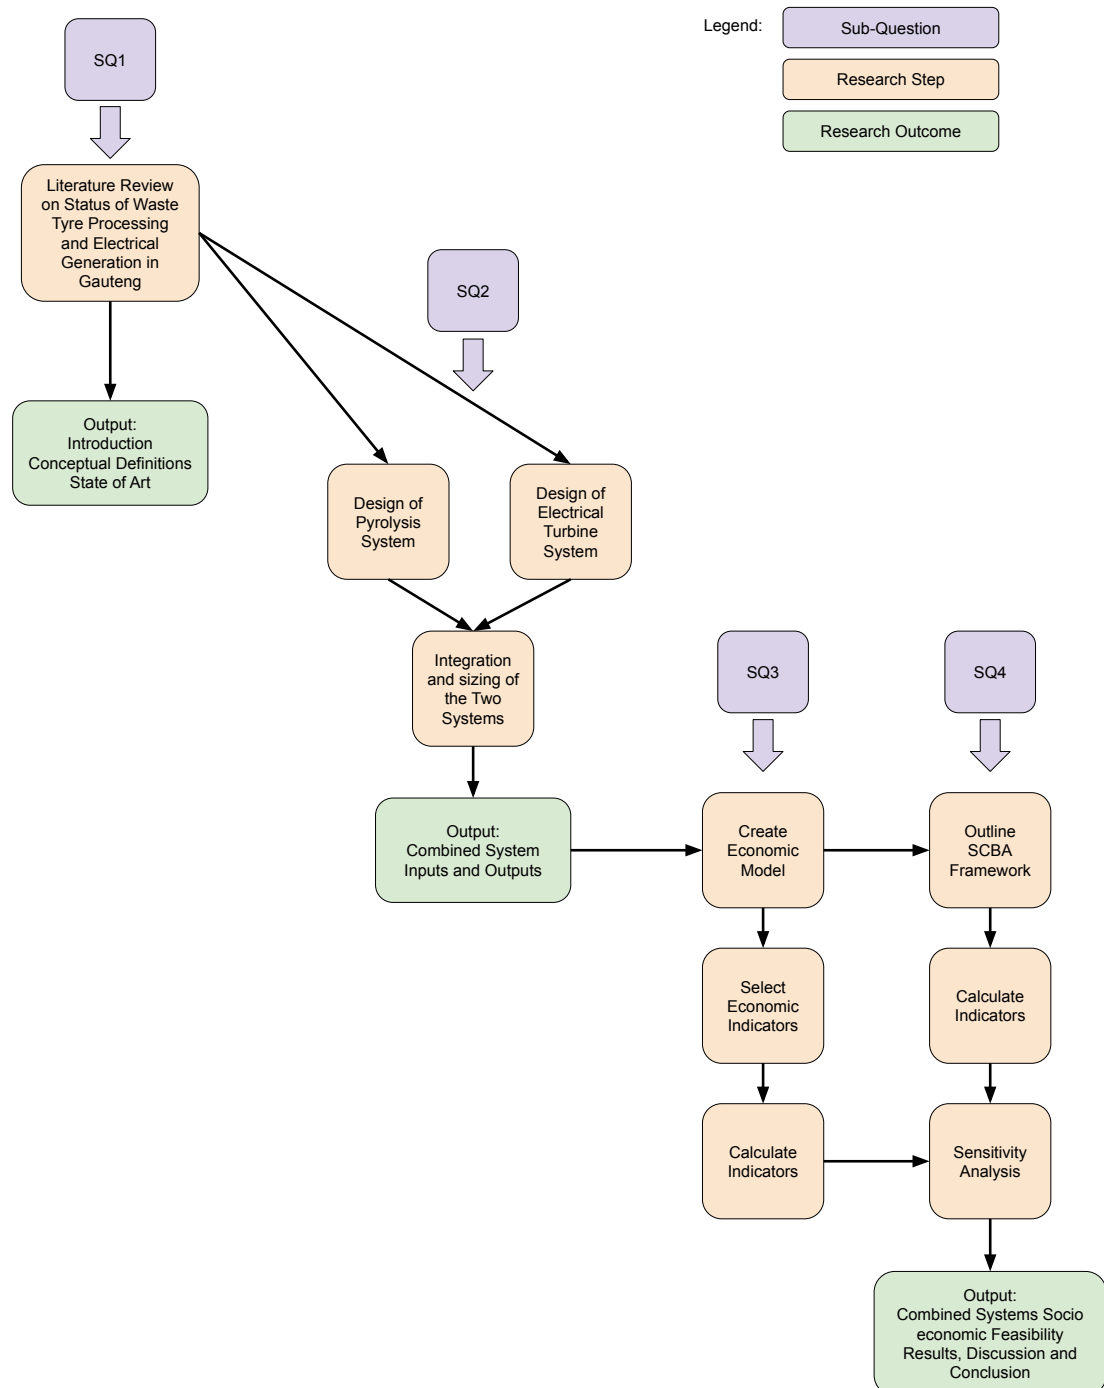 Legend:
Sub-Question
Research Step
Research Outcome
SQ1
Literature Review
on Status of Waste
Tyre Processing
and Electrical
Generation in
Gauteng
SQ2
Output:
Introduction
Conceptual Definitions
State of Art
Design of
Pyrolysis
System
Design of
Electrical
Turbine
System
Integration
and sizing of
the Two
Systems
SQ3
SQ4
Output:
Combined System
Inputs and Outputs
Create
Economic
Model
Outline
SCBA
Framework
Select
Economic
Indicators
Calculate
Indicators
Calculate
Indicators
Sensitivity
Analysis
Output:
Combined Systems Socio
economic Feasibility
Results, Discussion and
Conclusion